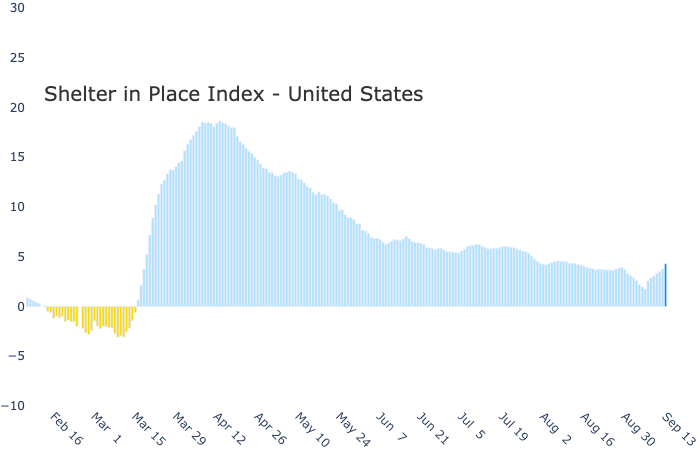 30
25
Shelter in Place Index - United States
20
15
10
5
0
−5
−10
Feb 16
Mar 1
Mar 15
Mar 29
Apr 12
Apr 26
May 10
May 24
Jun 7
Jun 21
Jul 5
Jul 19
Aug 2
Aug 16
Aug 30
Sep 13